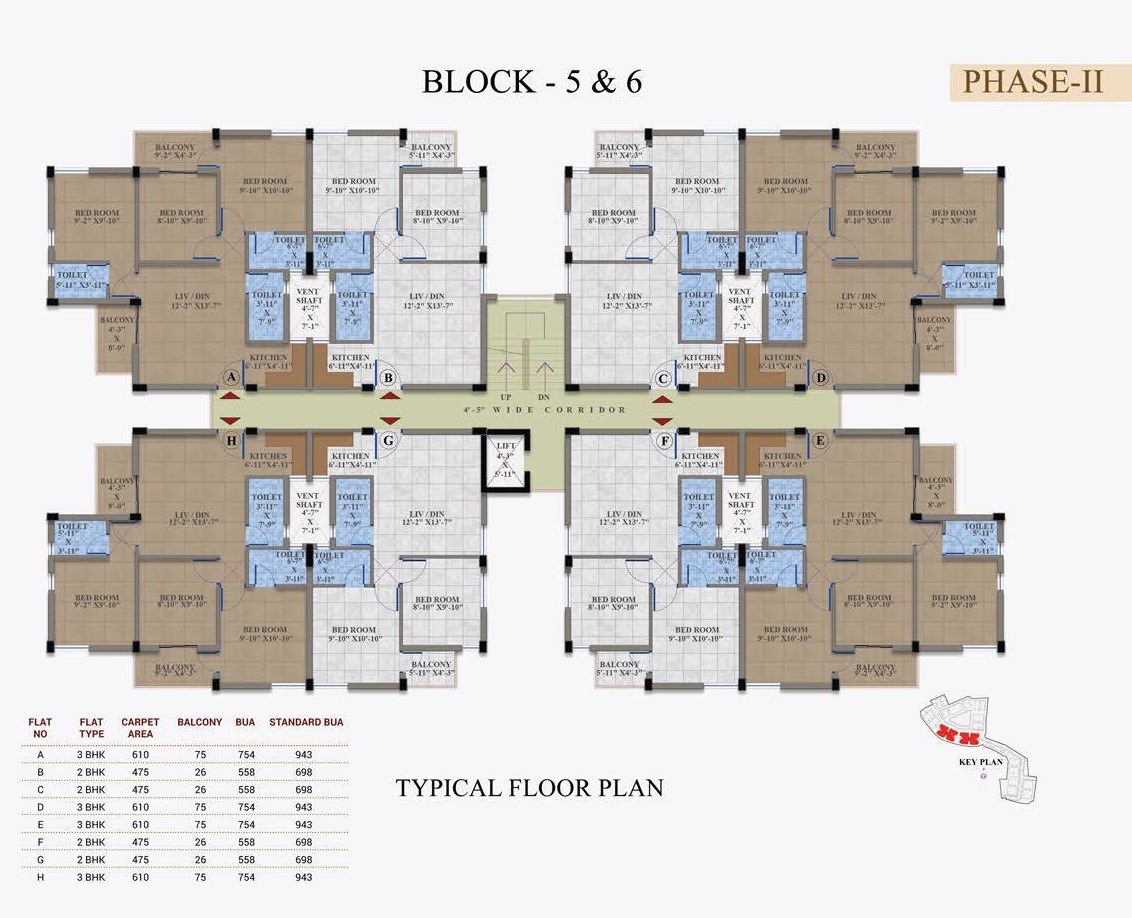 BLOCK - 5 & 6
PHASE-II
BALCONY
9'-2" X4'-3"
BALCONY
5'-11" X4'-3"
BALCONY
5'-11" X4'-3"
BALCONY
9'-2" X4'-3"
BED ROOM
9'-10" X10'-10"
BED ROOM
9'-10" X10'-10"
BED ROOM
9'-10" X10'-10"
BED ROOM
9'-10" X10'-10"
BED ROOM
9'-2" X9'-10"
BED ROOM
8'-10" X9'-10"
BED ROOM
8'-10" X9'-10"
BED ROOM
8'-10" X9'-10"
BED ROOM
8'-10" X9'-10"
BED ROOM
9'-2" X9'-10"
TOILET
6'-7"
X
3'-11"
TOILET
6'-7"
X
3'-11"
TOILET
6'-7"
X
3'-11"
TOILET
6'-7"
X
3'-11"
TOILET
5'-11" X3'-11"
TOILET
5'-11" X3'-11"
LIV / DIN
12'-2" X13'-7"
TOILET
3'-11"
X
7'-9"
VENT
SHAFT
4'-7"
X
7'-1"
TOILET
3'-11"
X
7'-9"
LIV / DIN
12'-2" X13'-7"
LIV / DIN
12'-2" X13'-7"
TOILET
3'-11"
X
7'-9"
VENT
SHAFT
4'-7"
X
7'-1"
TOILET
3'-11"
X
7'-9"
LIV / DIN
12'-2" X13'-7"
BALCONY
4'-3"
X
8'-0"
BALCONY
4'-3"
X
8'-0"
KITCHEN
6'-11"X4'-11"
KITCHEN
6'-11"X4'-11"
KITCHEN
6'-11"X4'-11"
KITCHEN
6'-11"X4'-11"
A
B
C
D
UP
DN
4'-5" WIDE CORRIDOR
H
G
F
E
LIFT
4'-3"
X
5'-11"
KITCHEN
6'-11"X4'-11"
KITCHEN
6'-11"X4'-11"
KITCHEN
6'-11"X4'-11"
KITCHEN
6'-11"X4'-11"
BALCONY
4'-3"
X
8'-0"
BALCONY
4'-3"
X
8'-0"
LIV / DIN
12'-2" X13'-7"
TOILET
3'-11"
X
7'-9"
VENT
SHAFT
4'-7"
X
7'-1"
TOILET
3'-11"
X
7'-9"
LIV / DIN
12'-2" X13'-7"
LIV / DIN
12'-2" X13'-7"
TOILET
3'-11"
X
7'-9"
VENT
SHAFT
4'-7"
X
7'-1"
TOILET
3'-11"
X
7'-9"
LIV / DIN
12'-2" X13'-7"
TOILET
5'-11"
X
3'-11"
TOILET
5'-11"
X
3'-11"
TOILET
6'-7"
X
3'-11"
TOILET
6'-7"
X
3'-11"
TOILET
6'-7"
X
3'-11"
TOILET
6'-7"
X
3'-11"
BED ROOM
9'-2" X9'-10"
BED ROOM
8'-10" X9'-10"
BED ROOM
8'-10" X9'-10"
BED ROOM
8'-10" X9'-10"
BED ROOM
8'-10" X9'-10"
BED ROOM
9'-2" X9'-10"
BED ROOM
9'-10" X10'-10"
BED ROOM
9'-10" X10'-10"
BED ROOM
9'-10" X10'-10"
BED ROOM
9'-10" X10'-10"
BALCONY
9'-2" X4'-3"
BALCONY
5'-11" X4'-3"
BALCONY
5'-11" X4'-3"
BALCONY
9'-2" X4'-3"
FLAT NO FLAT TYPE CARPET AREA BALCONY BUA STANDARD BUA
A 3 BHK 610 75 754 943
B 2 BHK 475 26 558 698
C 2 BHK 475 26 558 698
D 3 BHK 610 75 754 943
E 3 BHK 610 75 754 943
F 2 BHK 475 26 558 698
G 2 BHK 475 26 558 698
H 3 BHK 610 75 754 943
TYPICAL FLOOR PLAN
KEY PLAN